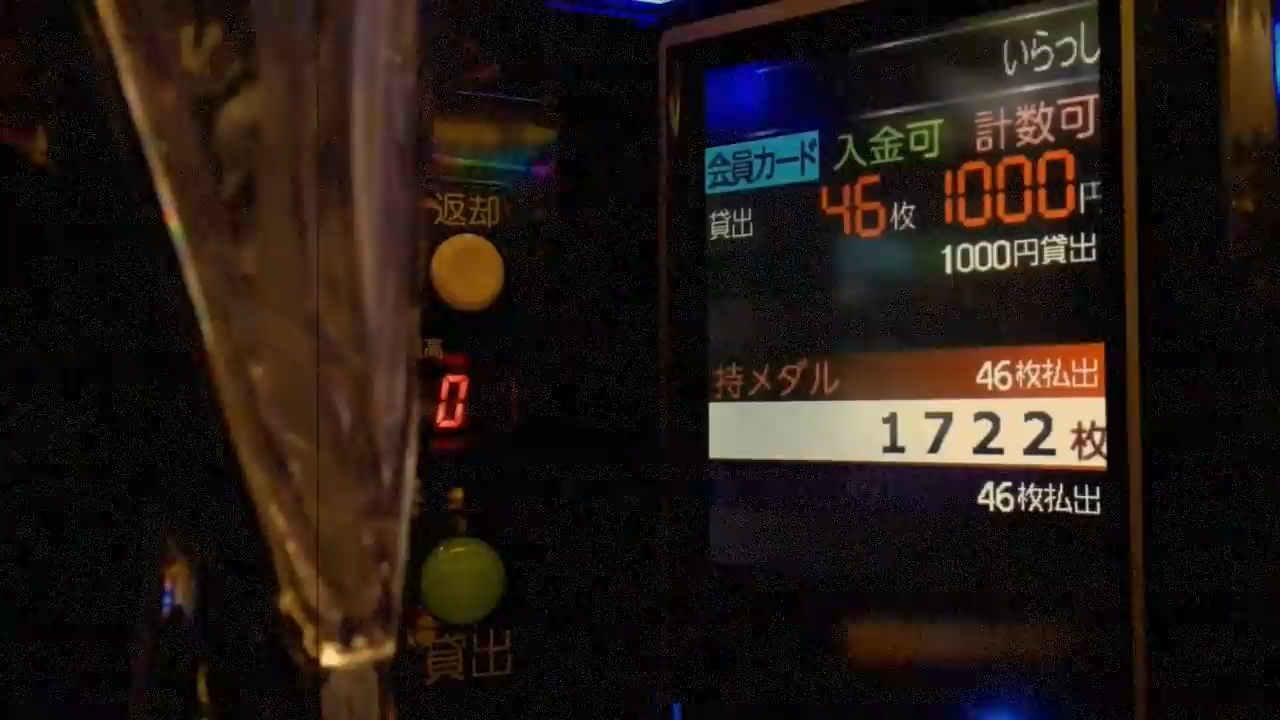 いらっし
会員カード 入金可 計数可
貸出 46枚 1000円
1000円貸出
持メダル 46枚払出
1722枚
46枚払出
返却
高
0
貸出